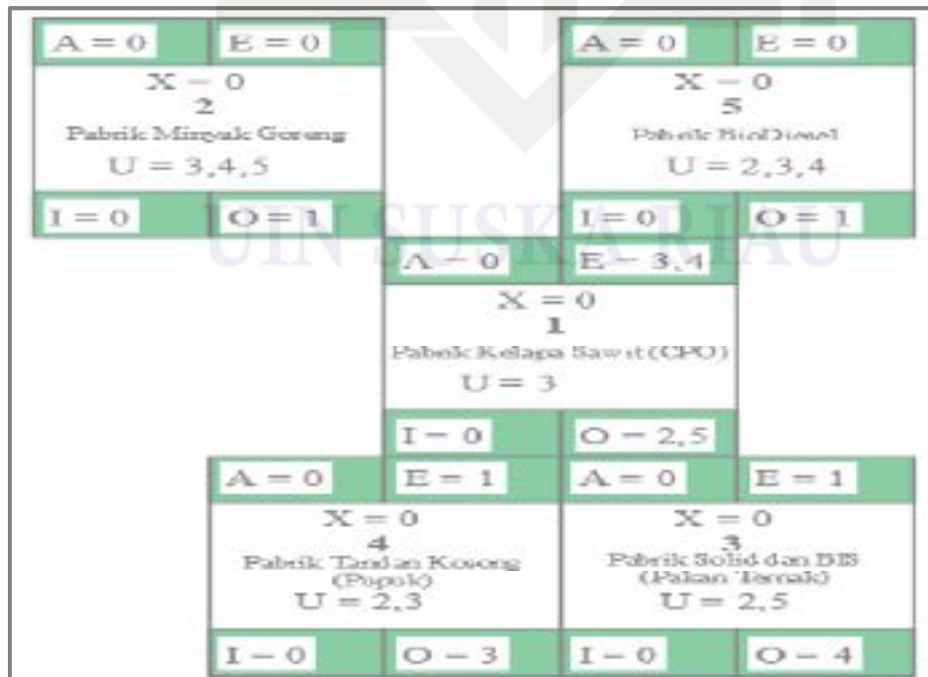 A = 0 E = 0
X = 0
2
Pabrik Minyak Goreng
U = 3,4,5
I = 0 O = 1
A = 0 E = 0
X = 0
5
Pabrik BioDiesel
U = 2,3,4
I = 0 O = 1
UIN SUSKA RIAU
A = 0 E = 3,4
X = 0
1
Pabrik Kelapa Sawit (CPO)
U = 3
I = 0 O = 2,5
A = 0 E = 1
X = 0
4
Pabrik Tandan Kosong
(Pupuk)
U = 2,3
I = 0 O = 3
A = 0 E = 1
X = 0
3
Pabrik Solid dan BIS
(Pakan Ternak)
U = 2,5
I = 0 O = 4